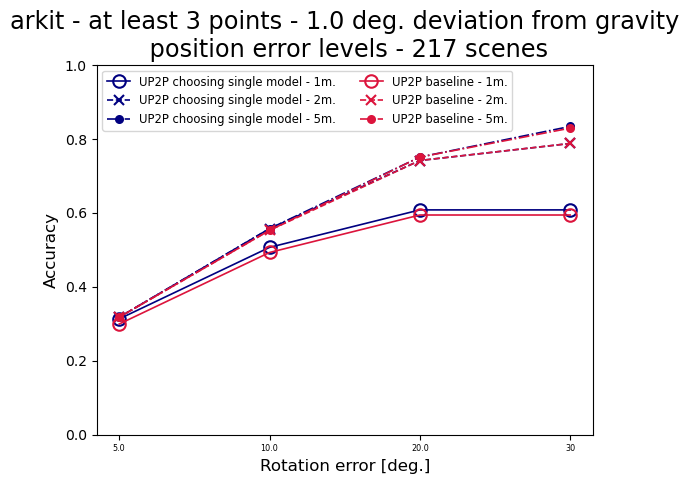 arkit - at least 3 points - 1.0 deg. deviation from gravity
position error levels - 217 scenes
UP2P choosing single model - 1m.
UP2P choosing single model - 2m.
UP2P choosing single model - 5m.
UP2P baseline - 1m.
UP2P baseline - 2m.
UP2P baseline - 5m.
1.0
0.8
0.6
0.4
0.2
0.0
Accuracy
5.0
10.0
20.0
30
Rotation error [deg.]